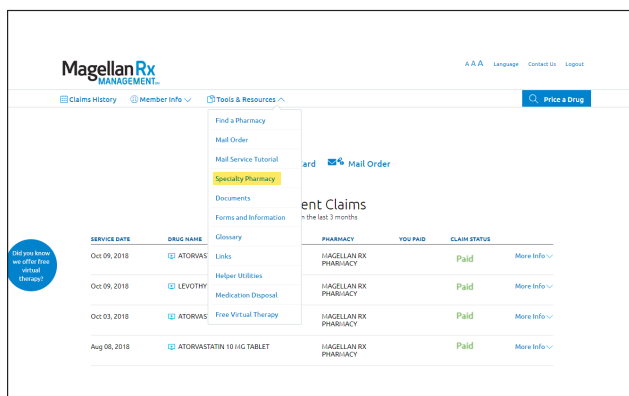 MagellanRx
MANAGEMENT
A A A Language Contact Us Logout
Claims History Member Info Tools & Resources
Price a Drug
Find a Pharmacy
Mail Order
Mail Service Tutorial
Specialty Pharmacy
Documents
Forms and Information
Glossary
Links
Helper Utilities
Medication Disposal
Free Virtual Therapy
ard Mail Order
ent Claims
n the last 3 months
Did you know
we offer free
virtual
therapy?
SERVICE DATE DRUG NAME PHARMACY YOU PAID CLAIM STATUS
Oct 09, 2018 ATORVAS MAGELLAN RX Paid More Info
PHARMACY
Oct 09, 2018 LEVOTHY MAGELLAN RX Paid More Info
PHARMACY
Oct 03, 2018 ATORVAS MAGELLAN RX Paid More Info
PHARMACY
Aug 08, 2018 ATORVASTATIN 10 MG TABLET MAGELLAN RX Paid More Info
PHARMACY